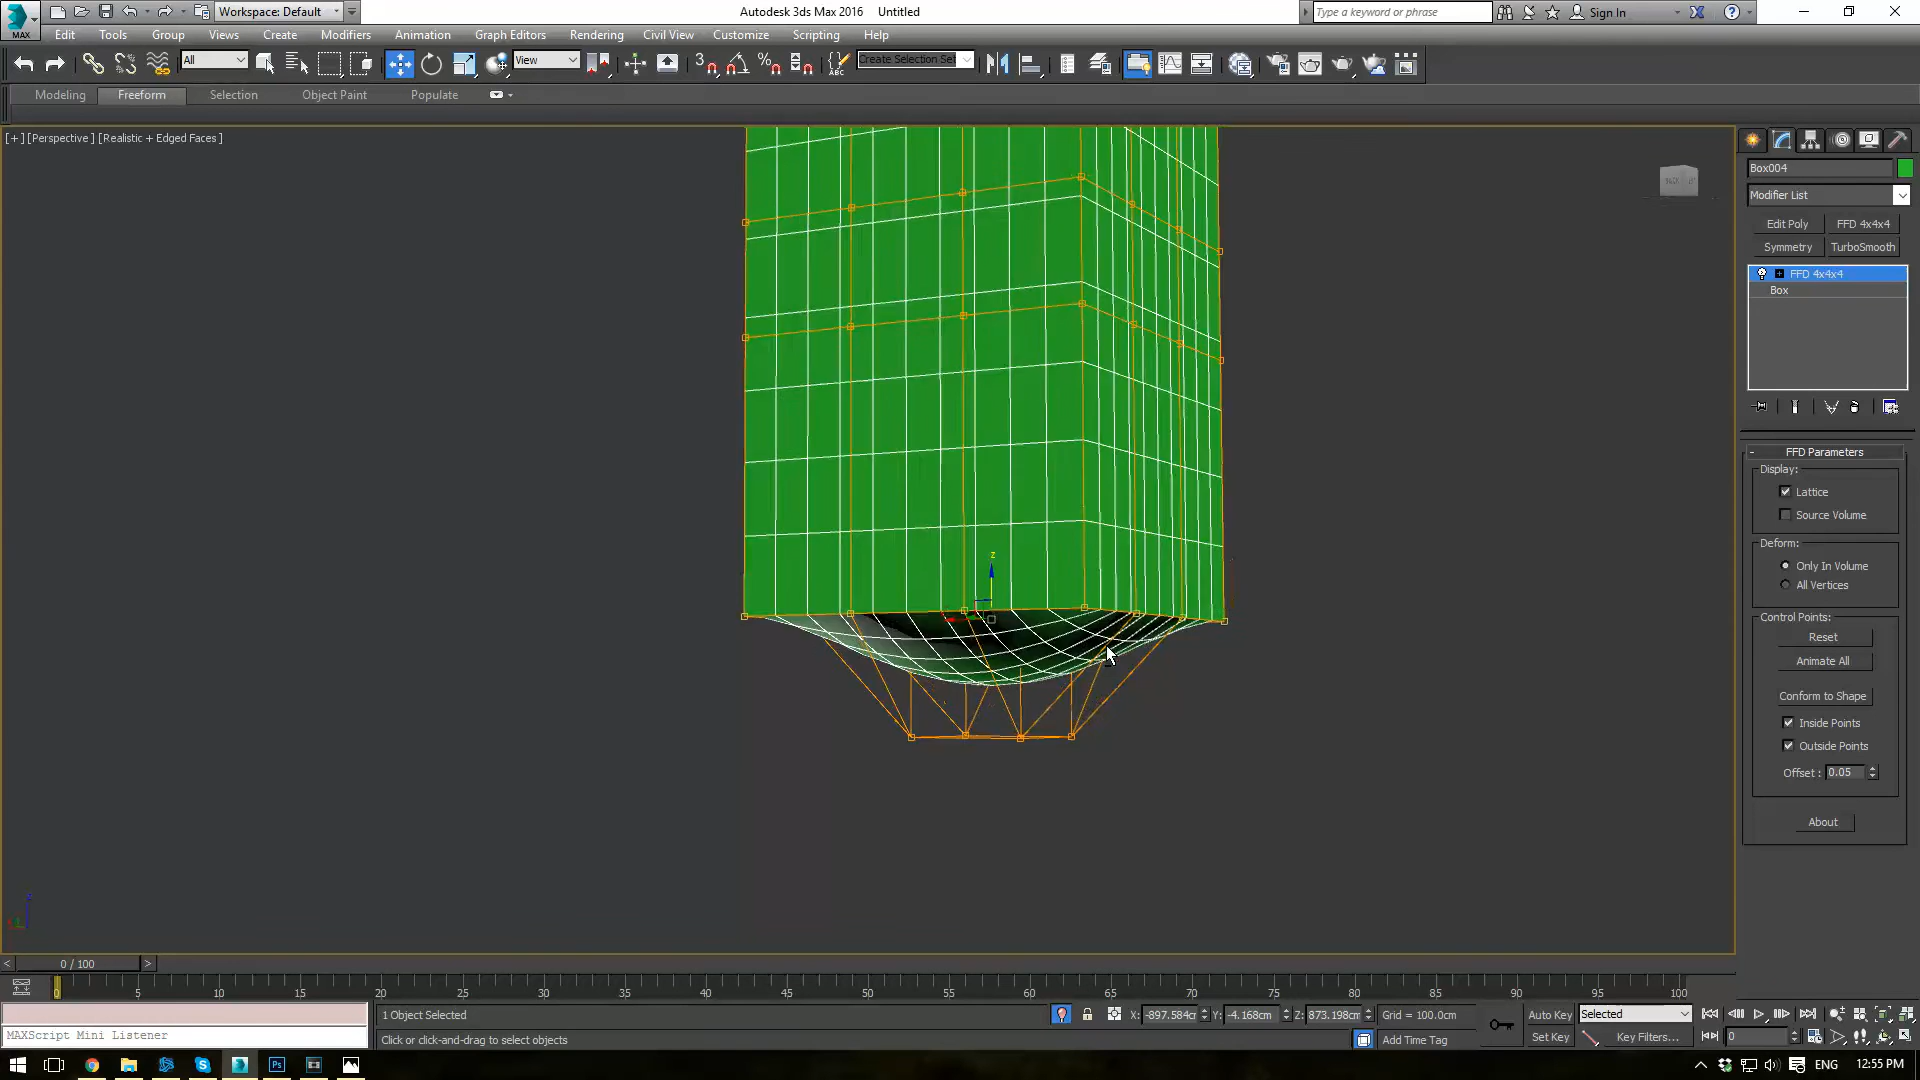 MAX
Workspace: Default
Autodesk 3ds Max 2016 Untitled
Type a keyword or phrase
Sign In
Edit Tools Group Views Create Modifiers Animation Graph Editors Rendering Civil View Customize Scripting Help
All
View
3
ABC
Create Selection Set
Modeling Freeform Selection Object Paint Populate
[+] [Perspective] [Realistic + Edged Faces]
Box004
Modifier List
Edit Poly FFD 4x4x4
Symmetry TurboSmooth
FFD 4x4x4
Box
- FFD Parameters
Display:
Lattice
Source Volume
Deform:
Only In Volume
All Vertices
Control Points:
Reset
Animate All
Conform to Shape
Inside Points
Outside Points
Offset : 0.05
About
z
z
< 0 / 100 >
0 5 10 15 20 25 30 35 40 45 50 55 60 65 70 75 80 85 90 95 100
1 Object Selected
X: -897.584cm Y: -4.168cm Z: 873.198cm Grid = 100.0cm
Auto Key Selected
MAXScript Mini Listener
Click or click-and-drag to select objects
Add Time Tag
Set Key Key Filters...
0
ENG 12:55 PM